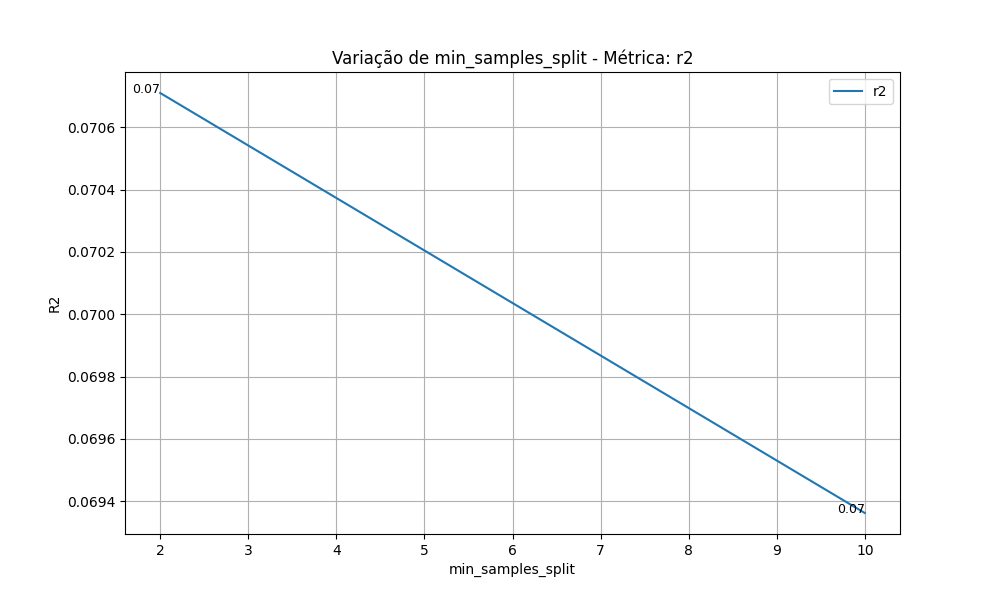 Variação de min_samples_split - Métrica: r2
r2
0.07
0.0706
0.0704
0.0702
0.0700
0.0698
0.0696
0.0694
R2
0.07
2 3 4 5 6 7 8 9 10
min_samples_split